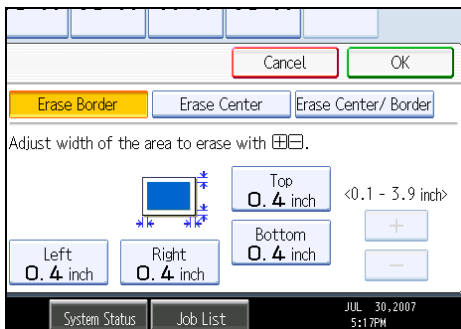 Cancel
OK
Erase Border
Erase Center
Erase Center/ Border
Adjust width of the area to erase with ⊞⊟.
Top
0.4 inch
<0.1 - 3.9 inch>
Bottom
0.4 inch
+
−
Left
0.4 inch
Right
0.4 inch
System Status
Job List
JUL 30,2007
5:17PM